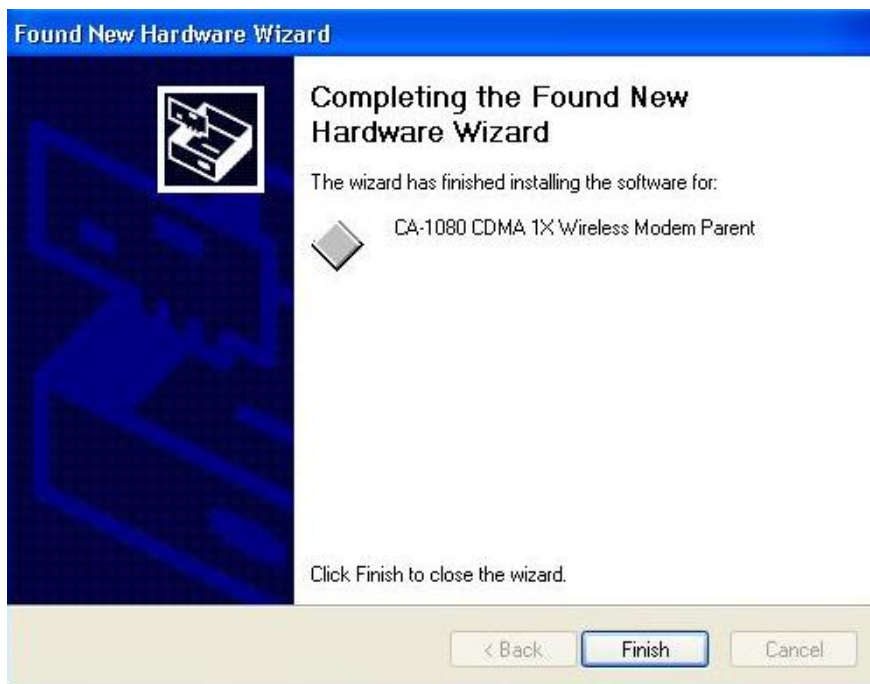 Found New Hardware Wizard
Completing the Found New
Hardware Wizard
The wizard has finished installing the software for:
CA-1080 CDMA 1X Wireless Modem Parent
Click Finish to close the wizard.
< Back
Finish
Cancel